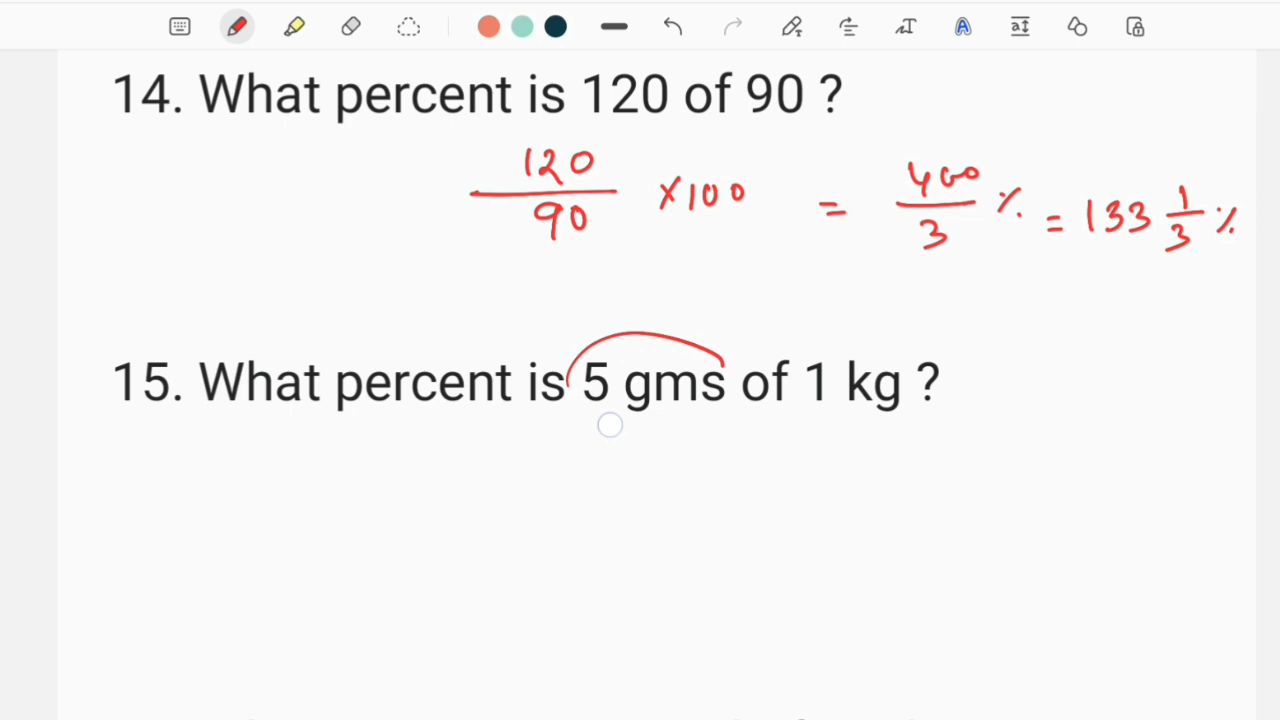 14. What percent is 120 of 90 ?
120/90 ×100 = 400/3 % = 133 1/3 %
15. What percent is 5 gms of 1 kg ?